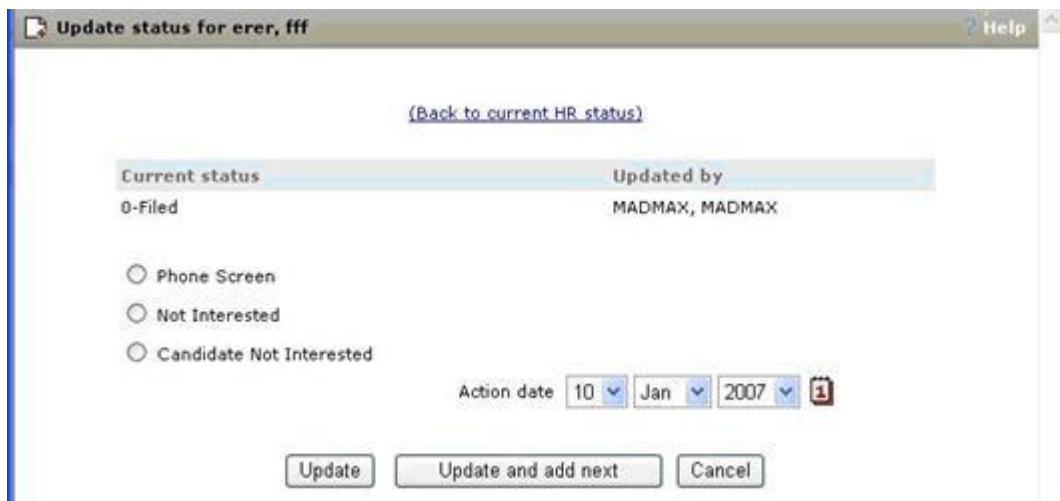 Update status for erer, fff ? Help
(Back to current HR status)
Current status Updated by
0-Filed MADMAX, MADMAX
Phone Screen
Not Interested
Candidate Not Interested
Action date 10 Jan 2007 1
Update Update and add next Cancel